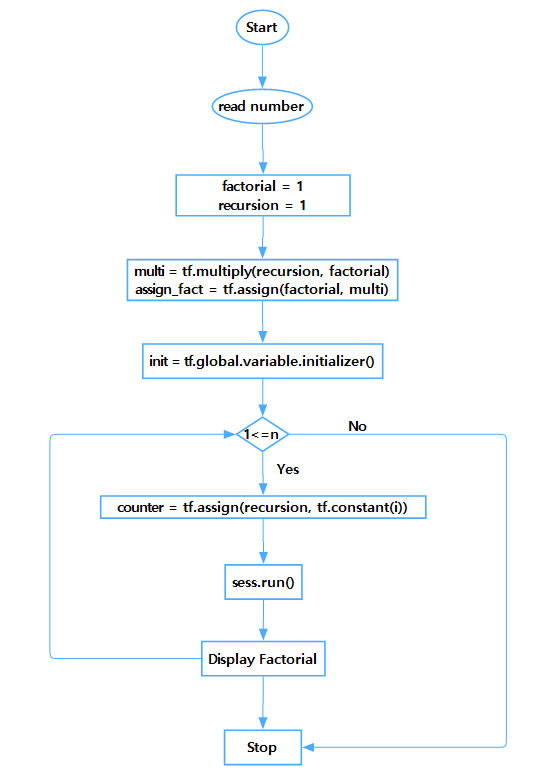 Start
read number
factorial = 1
recursion = 1
multi = tf.multiply(recursion, factorial)
assign_fact = tf.assign(factorial, multi)
init = tf.global.variable.initializer()
1<=n
No
Yes
counter = tf.assign(recursion, tf.constant(i))
sess.run()
Display Factorial
Stop